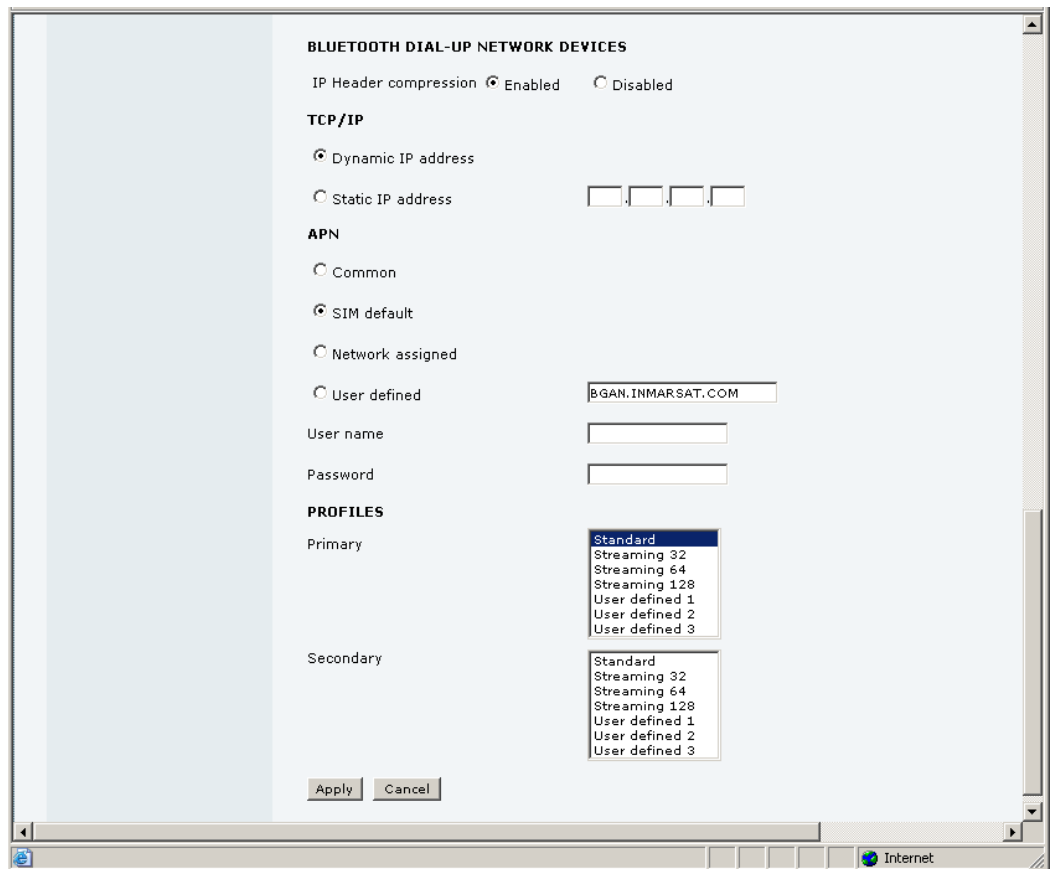 BLUETOOTH DIAL-UP NETWORK DEVICES
IP Header compression Enabled Disabled
TCP/IP
Dynamic IP address
Static IP address . . .
APN
Common
SIM default
Network assigned
User defined BGAN.INMARSAT.COM
User name
Password
PROFILES
Primary
Standard
Streaming 32
Streaming 64
Streaming 128
User defined 1
User defined 2
User defined 3
Secondary
Standard
Streaming 32
Streaming 64
Streaming 128
User defined 1
User defined 2
User defined 3
Apply Cancel
Internet